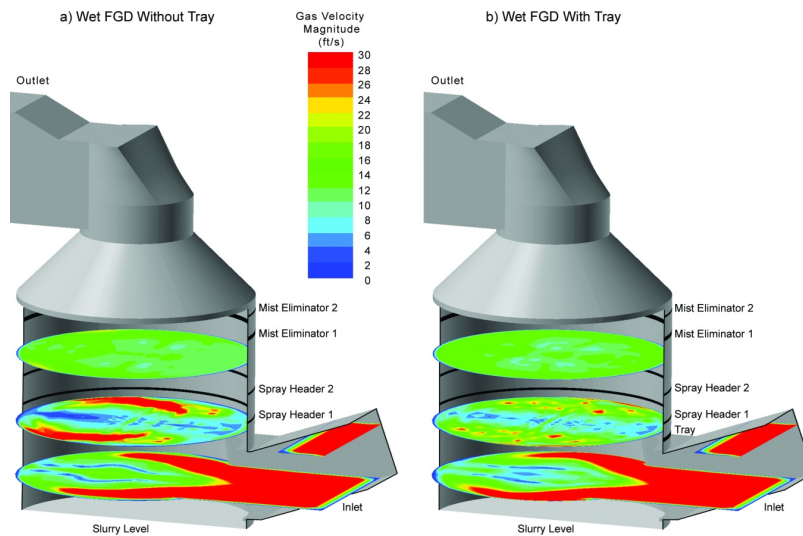 a) Wet FGD Without Tray
Gas Velocity
Magnitude
(ft/s)
30
28
26
24
22
20
18
16
14
12
10
8
6
4
2
0
b) Wet FGD With Tray
Outlet
Mist Eliminator 2
Mist Eliminator 1
Spray Header 2
Spray Header 1
Inlet
Slurry Level
Outlet
Mist Eliminator 2
Mist Eliminator 1
Spray Header 2
Spray Header 1
Tray
Inlet
Slurry Level